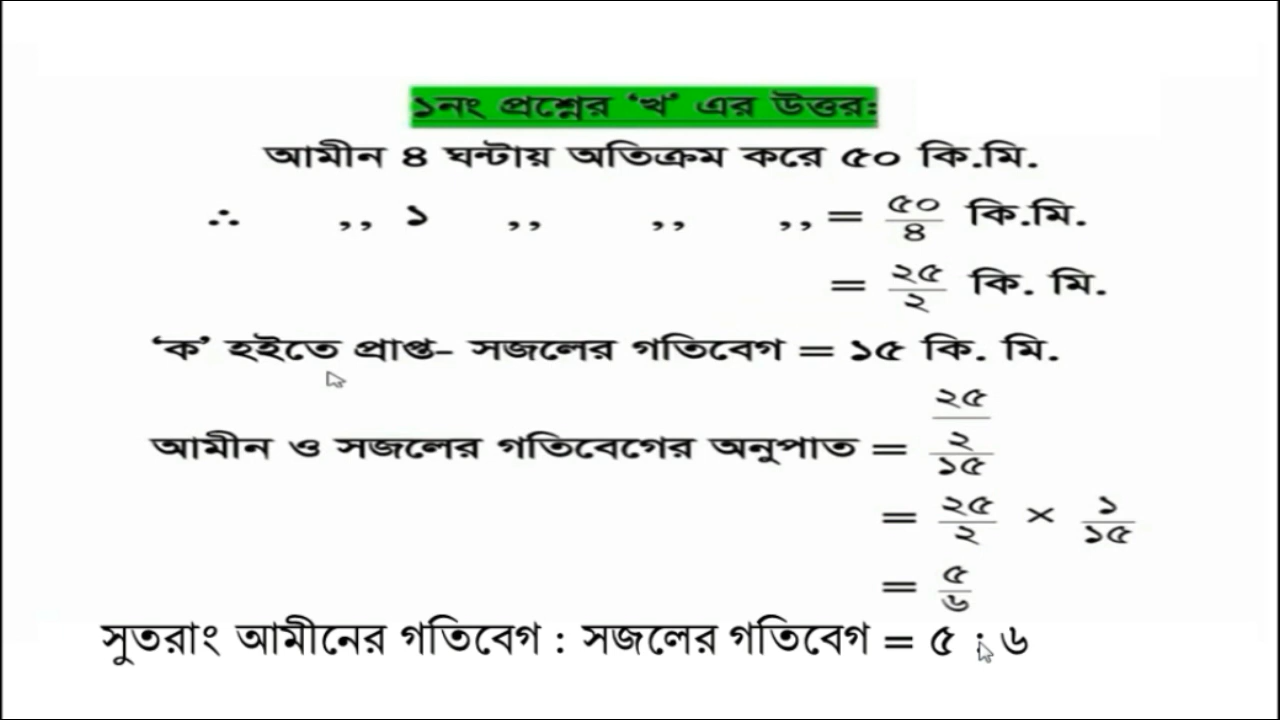 ১নং প্রশ্নের ‘খ’ এর উত্তর:
আমীন ৪ ঘন্টায় অতিক্রম করে ৫০ কি.মি.
∴ ,, ১ ,, ,, ,, = ৫০/৪ কি.মি.
= ২৫/২ কি. মি.
‘ক’ হইতে প্রাপ্ত- সজলের গতিবেগ = ১৫ কি. মি.
আমীন ও সজলের গতিবেগের অনুপাত = ২৫/২/১৫
= ২৫/২ × ১/১৫
= ৫/৬
সুতরাং আমীনের গতিবেগ : সজলের গতিবেগ = ৫ : ৬